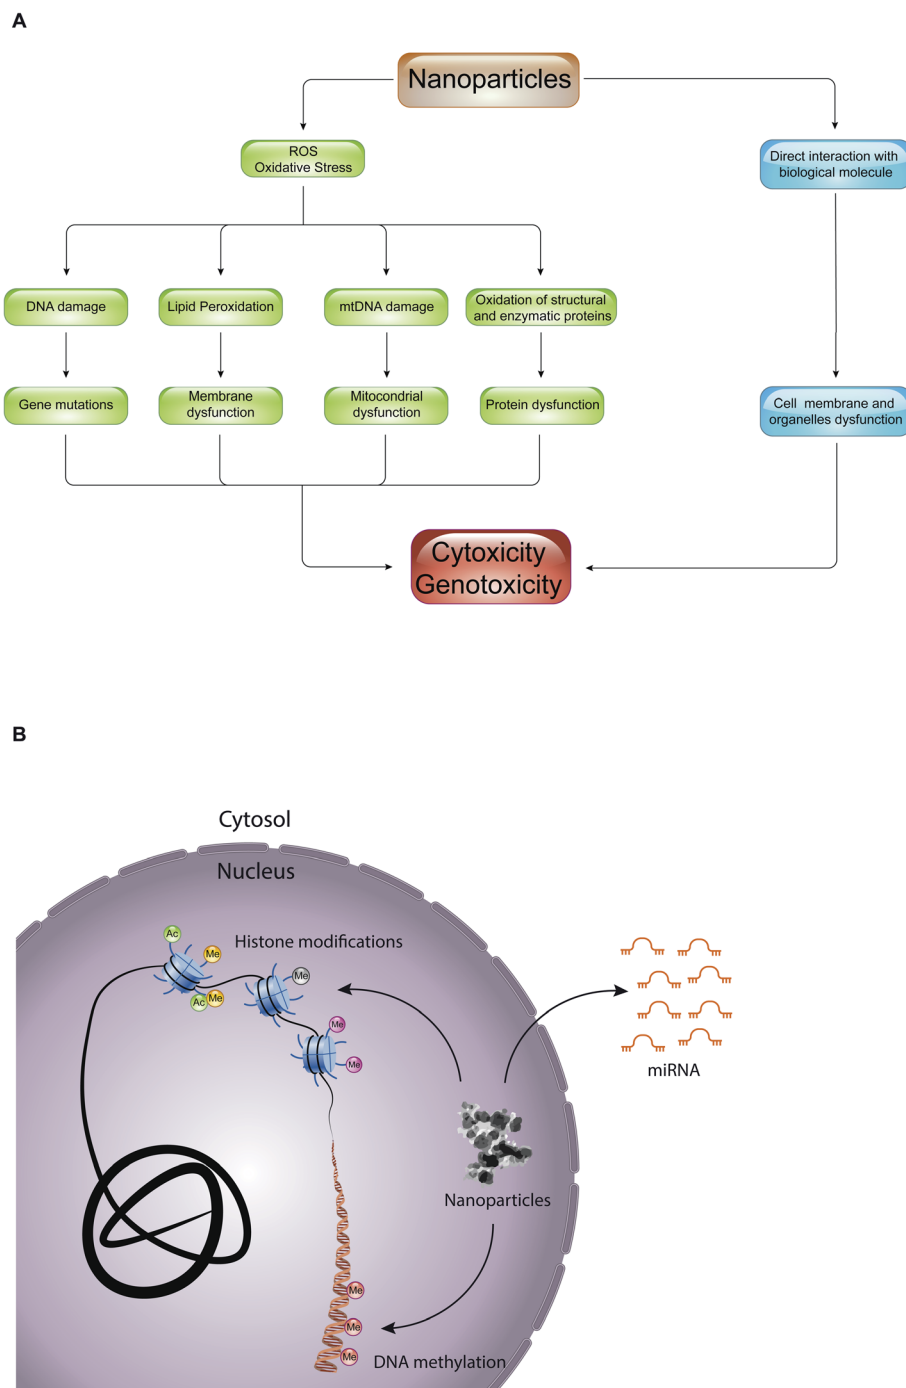 A
Nanoparticles
ROS
Oxidative Stress
Direct interaction with
biological molecule
DNA damage
Lipid Peroxidation
mtDNA damage
Oxidation of structural
and enzymatic proteins
Gene mutations
Membrane
dysfunction
Mitocondrial
dysfunction
Protein dysfunction
Cell membrane and
organelles dysfunction
Cytoxicity
Genotoxicity
B
Cytosol
Nucleus
Histone modifications
Ac
Me
Ac
Me
Me
Me
Me
miRNA
Nanoparticles
Me
Me
Me
DNA methylation